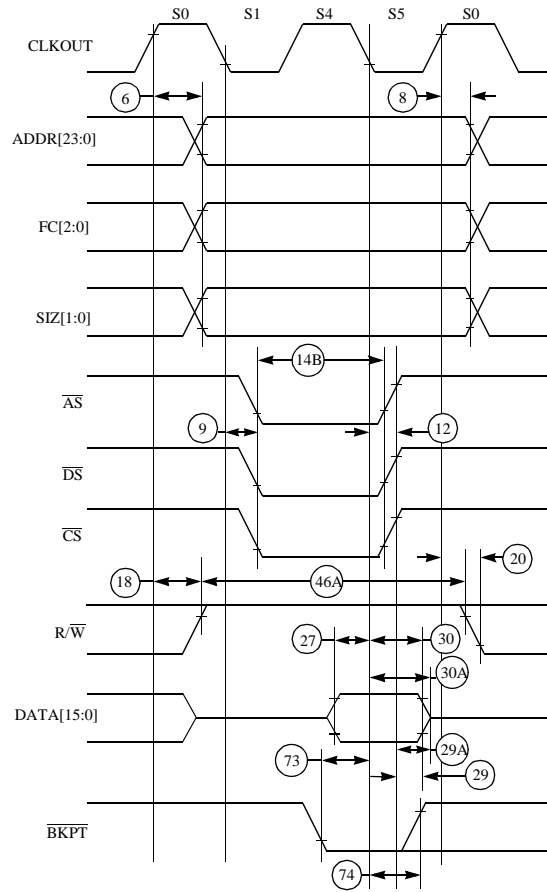 S0 S1 S4 S5 S0
CLKOUT
6 8
ADDR[23:0]
FC[2:0]
SIZ[1:0]
14B
AS
9 12
DS
CS
20
18 46A
R/W
27 30
30A
DATA[15:0]
29A
73 29
BKPT
74